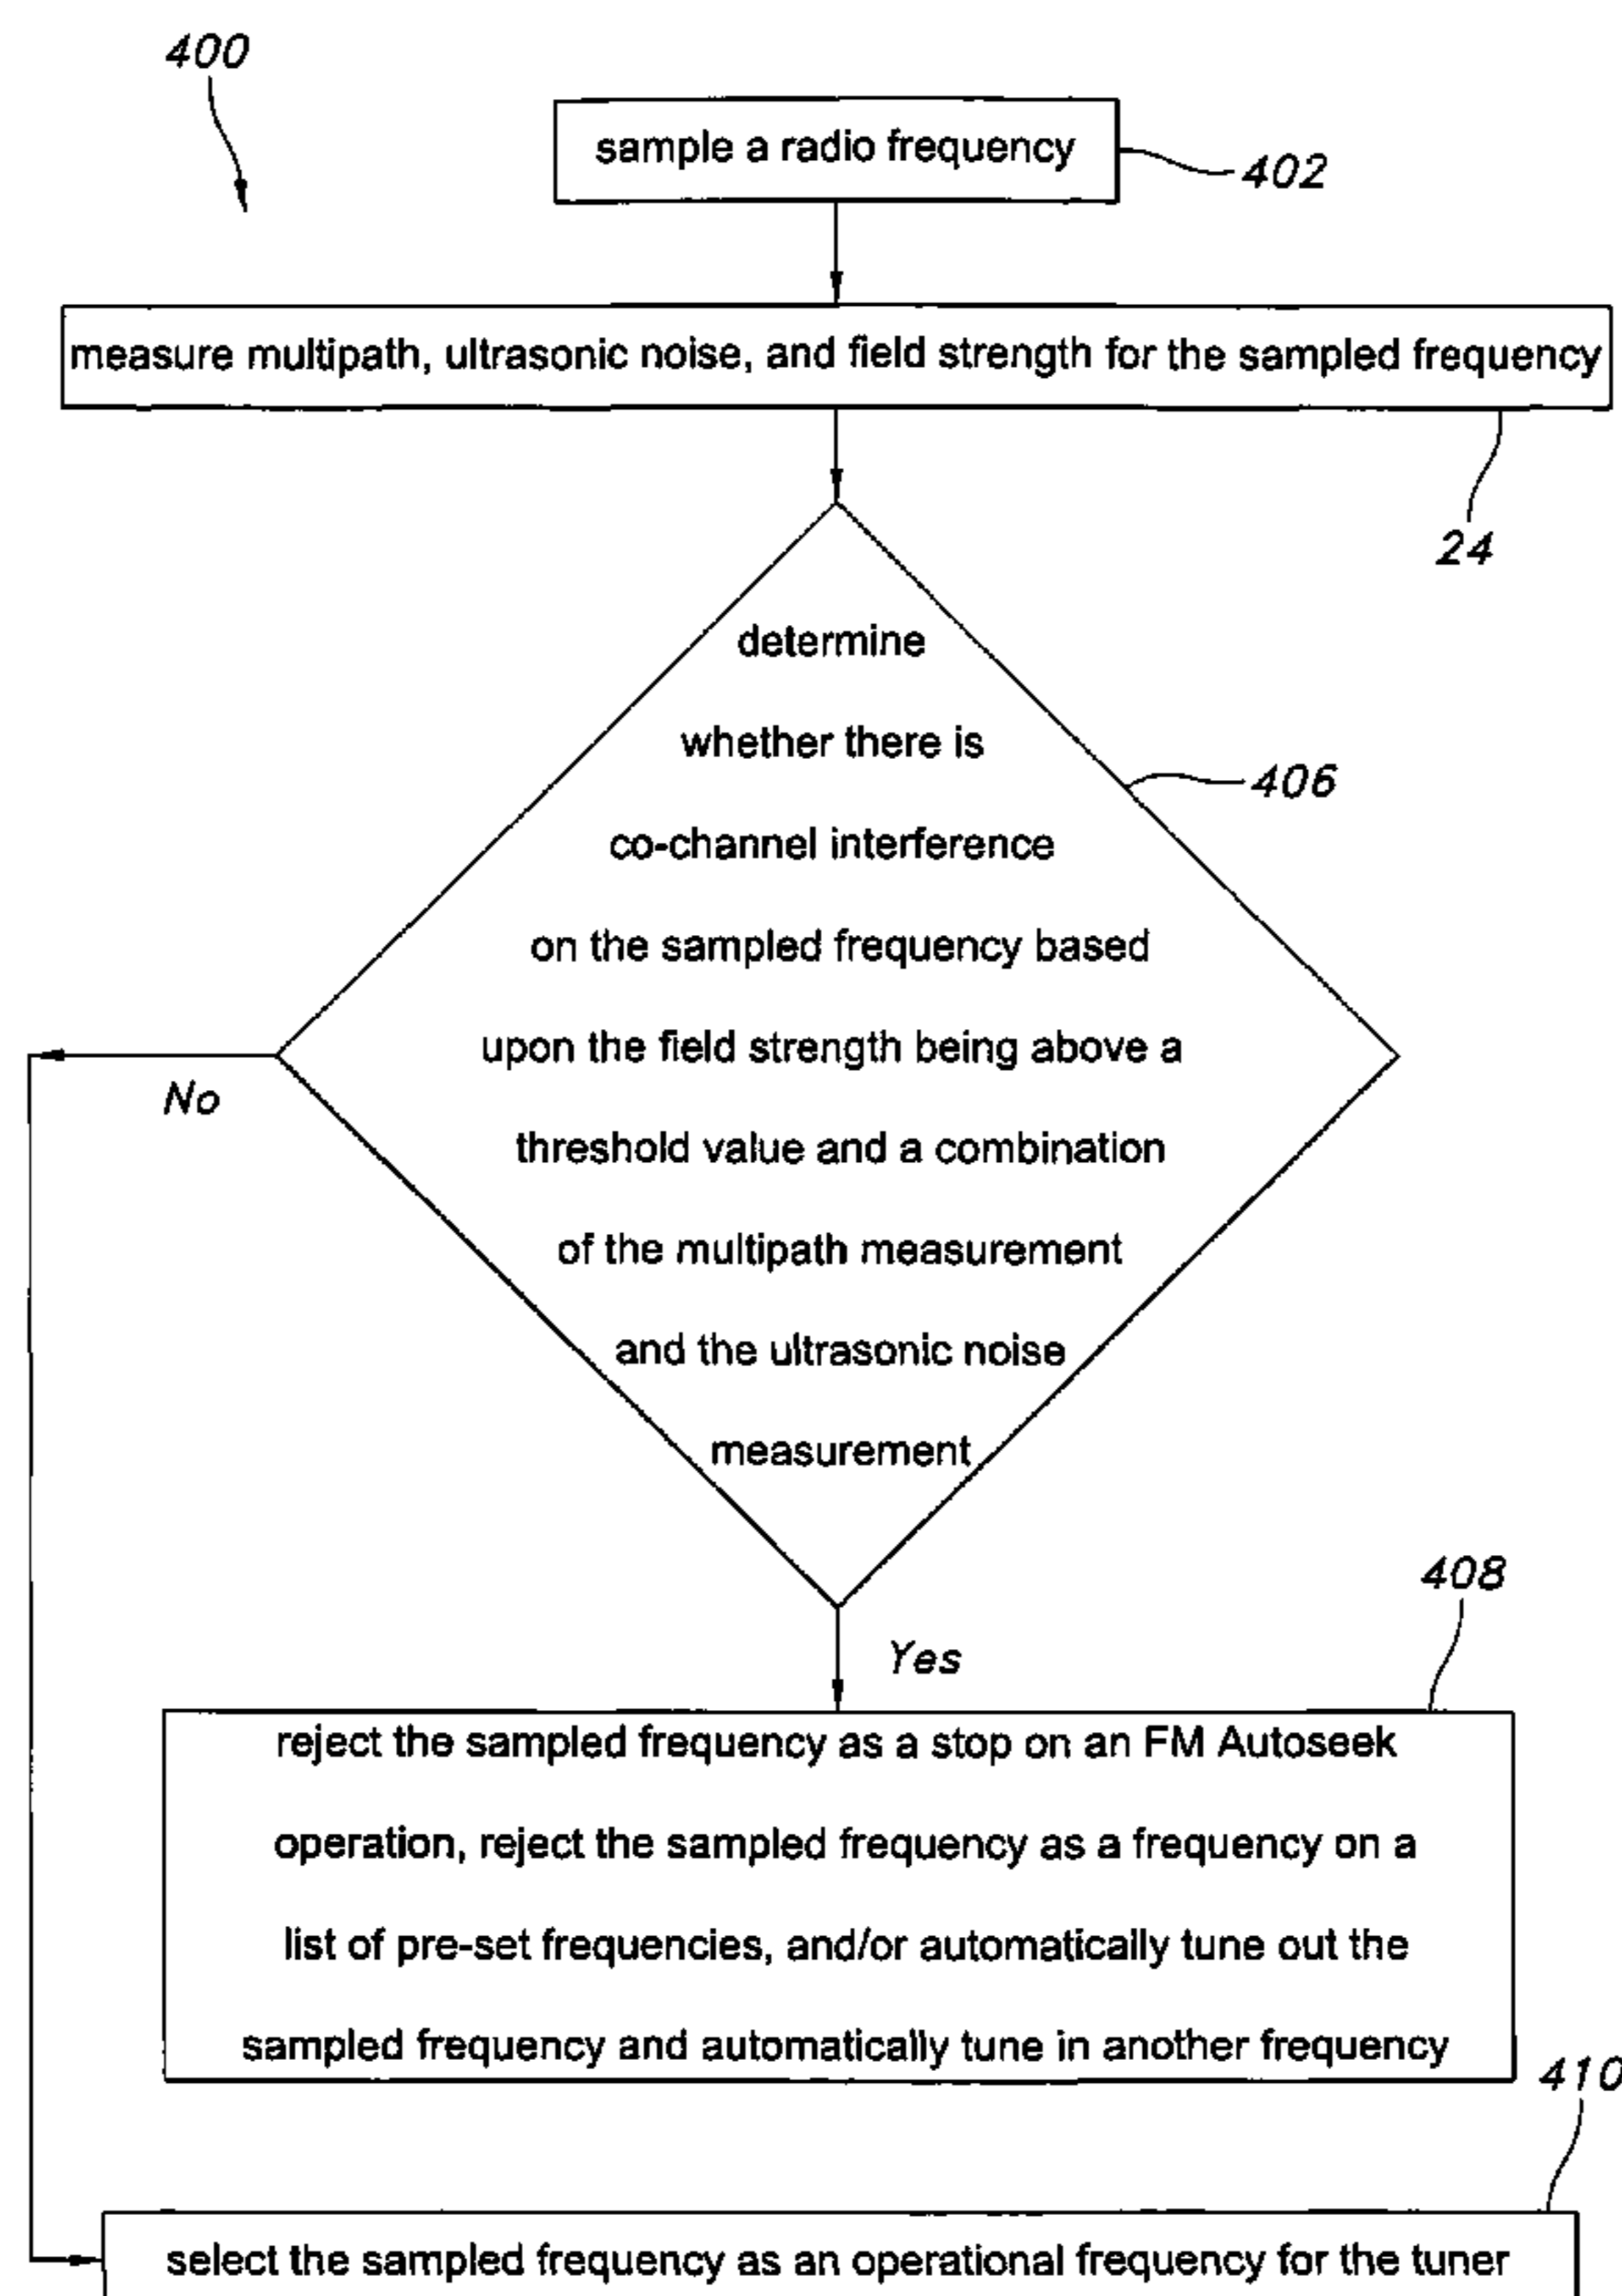 400
sample a radio frequency
402
measure multipath, ultrasonic noise, and field strength for the sampled frequency
24
determine
whether there is
co-channel interference
on the sampled frequency based
upon the field strength being above a
threshold value and a combination
of the multipath measurement
and the ultrasonic noise
measurement
406
No
Yes
408
reject the sampled frequency as a stop on an FM Autoseek
operation, reject the sampled frequency as a frequency on a
list of pre-set frequencies, and/or automatically tune out the
sampled frequency and automatically tune in another frequency
410
select the sampled frequency as an operational frequency for the tuner